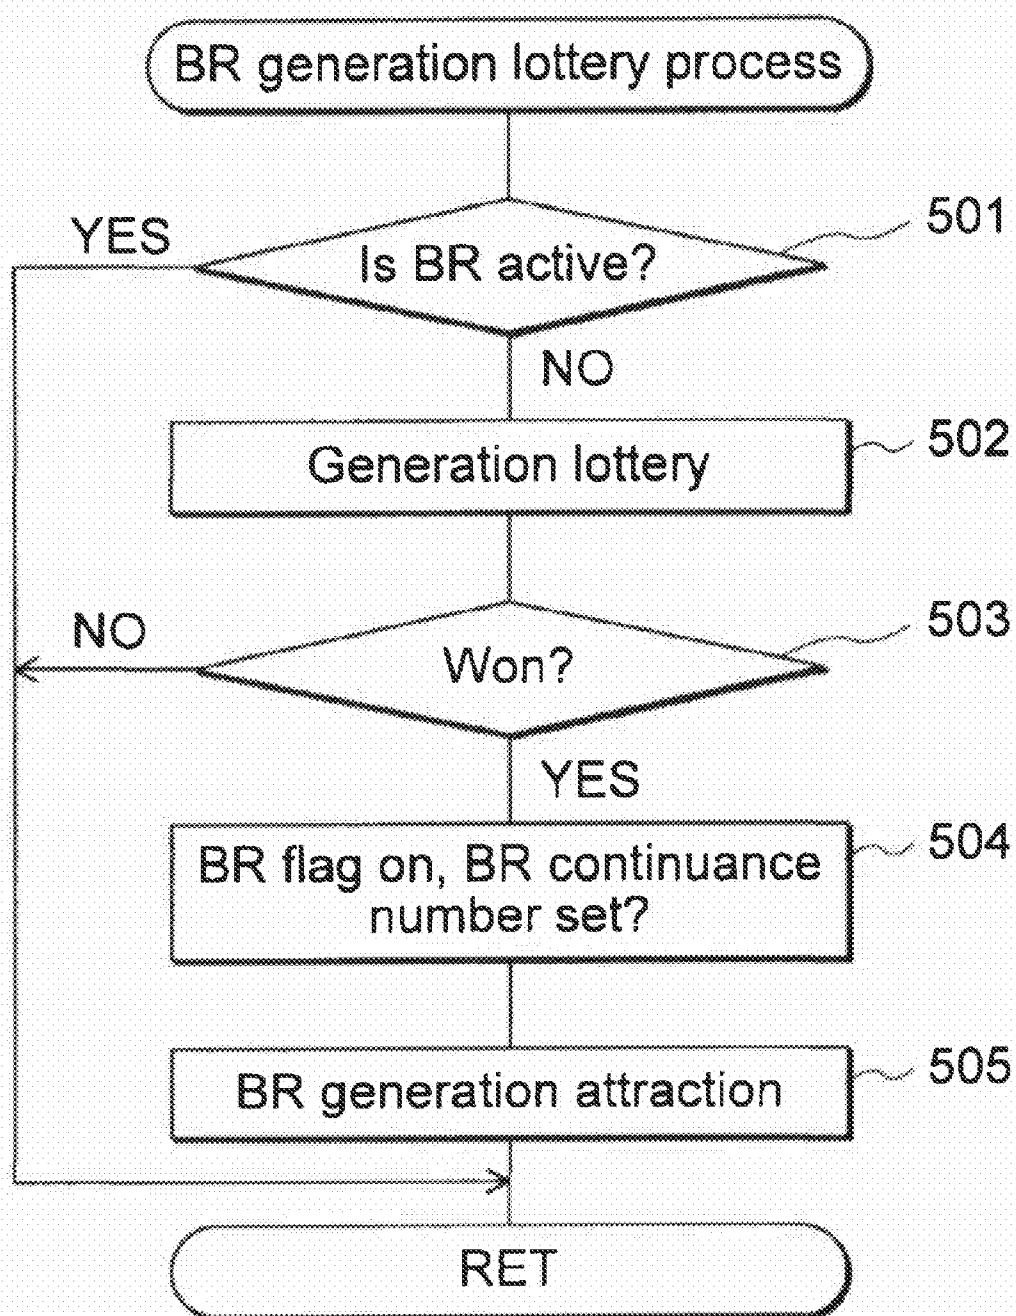 BR generation lottery process
501
YES
Is BR active?
NO
502
Generation lottery
503
NO
Won?
YES
504
BR flag on, BR continuance
number set?
505
BR generation attraction
RET